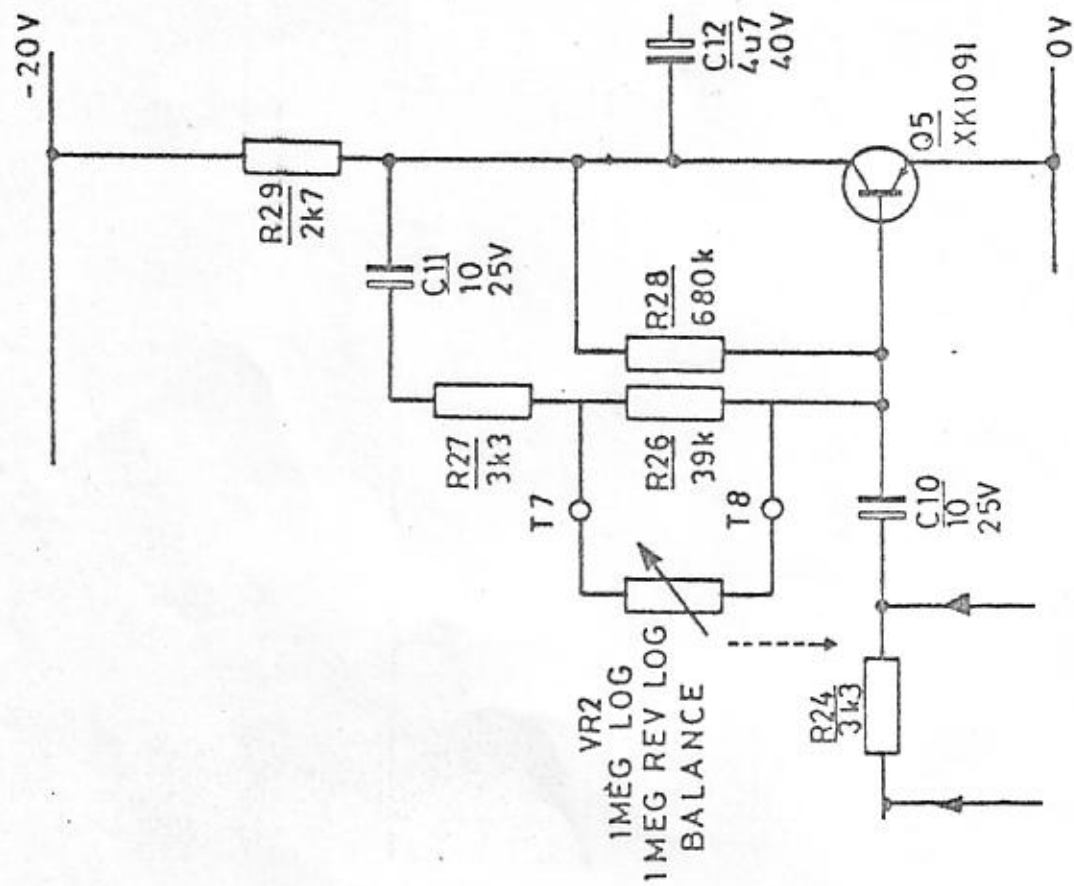 -20V
R29
2k7
C11
10
25V
C12
4u7
40V
Q5
XK1091
0V
R27
3k3
R28
680k
R26
39k
T7
T8
VR2
1MEG LOG
1MEG REV LOG
BALANCE
C10
10
25V
R24
3k3